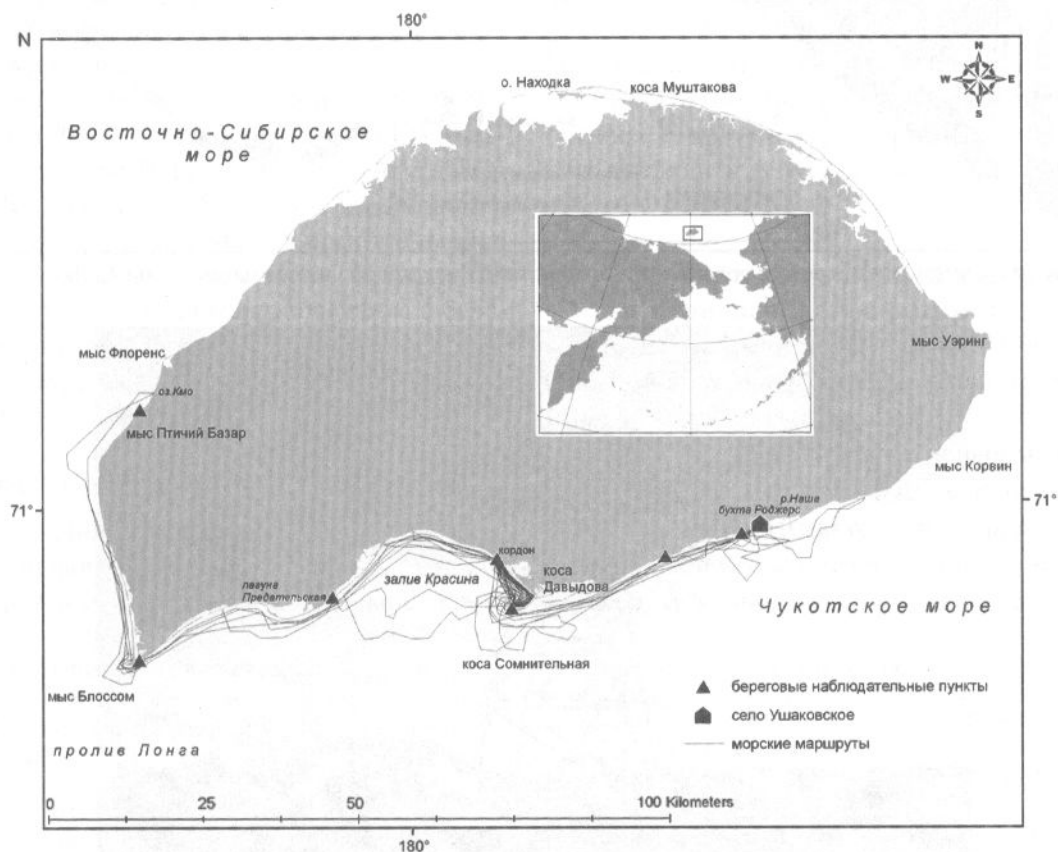 180°
N
N
W E
S
о. Находка
коса Муштакова
Восточно-Сибирское
море
мыс Флоренс
мыс Уэринг
оз.Кмо
мыс Птичий Базар
мыс Корвин
р.Наша
бухта Роджерс
71°
71°
кордон
залив Красина
коса
Давыдова
лагуна
Предательская
Чукотское море
коса Сомнительная
мыс Блоссом
береговые наблюдательные пункты
село Ушаковское
морские маршруты
пролив Лонга
0 25 50 100 Kilometers
180°